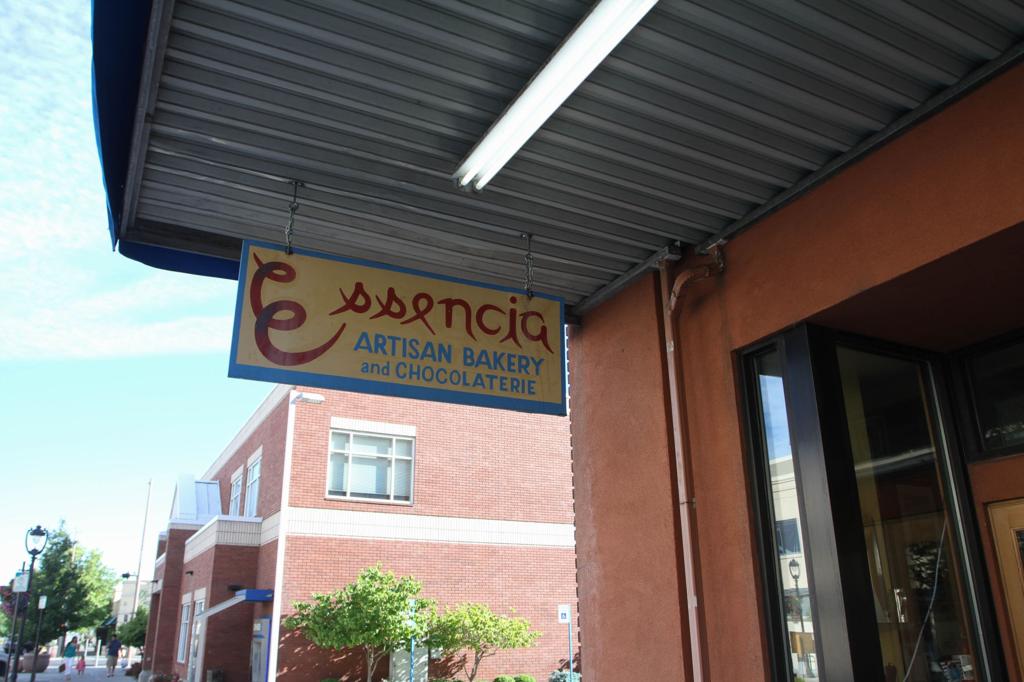 Essencia
ARTISAN BAKERY
and CHOCOLATERIE